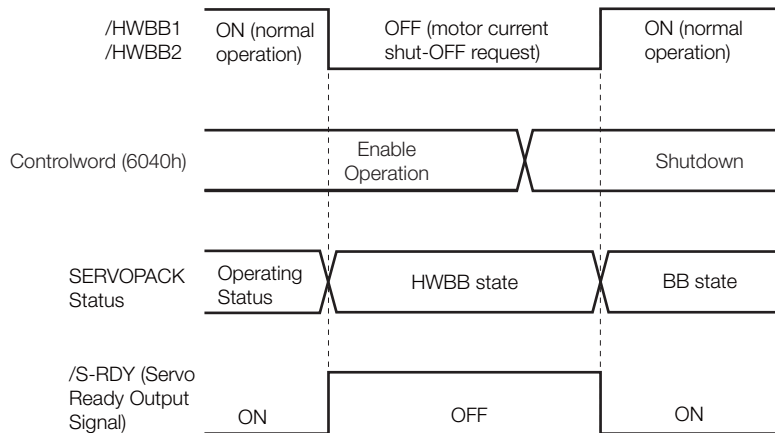 /HWBB1
/HWBB2
ON (normal
operation)
OFF (motor current
shut-OFF request)
ON (normal
operation)
Controlword (6040h)
Enable
Operation
Shutdown
SERVOPACK
Status
Operating
Status
HWBB state
BB state
/S-RDY (Servo
Ready Output
Signal)
ON
OFF
ON